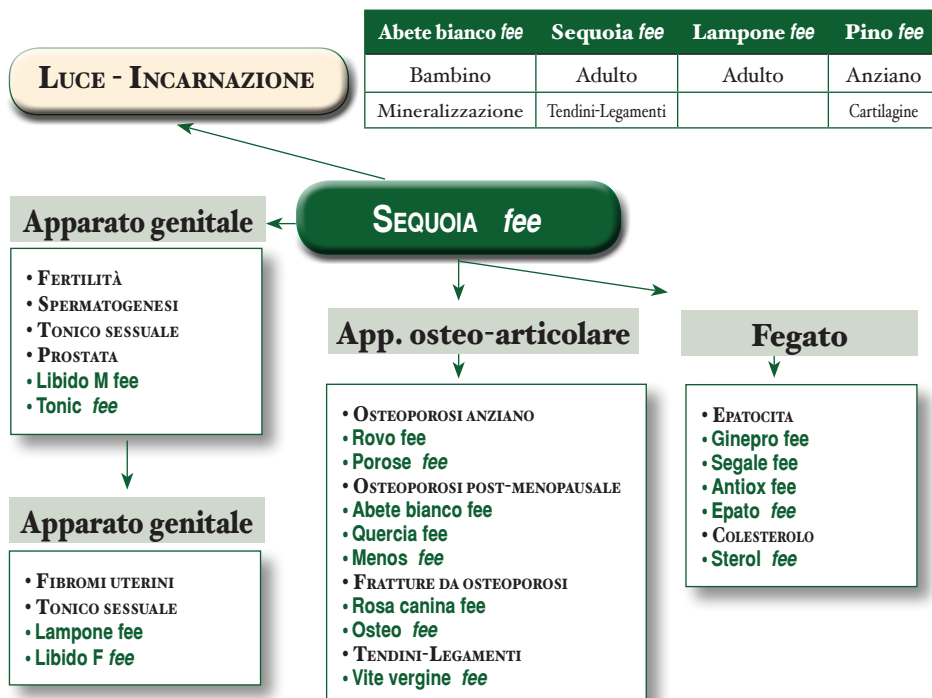 Abete bianco fee Sequoia fee Lampone fee Pino fee
Bambino Adulto Adulto Anziano
Mineralizzazione Tendini-Legamenti Cartilagine
Luce - Incarnazione
Sequoia fee
Apparato genitale
• Fertilità
• Spermatogenesi
• Tonico sessuale
• Prostata
• Libido M fee
• Tonic fee
Apparato genitale
• Fibromi uterini
• Tonico sessuale
• Lampone fee
• Libido F fee
App. osteo-articolare
• Osteoporosi anziano
• Rovo fee
• Porose fee
• Osteoporosi post-menopausale
• Abete bianco fee
• Quercia fee
• Menos fee
• Fratture da osteoporosi
• Rosa canina fee
• Osteo fee
• Tendini-Legamenti
• Vite vergine fee
Fegato
• Epatocita
• Ginepro fee
• Segale fee
• Antiox fee
• Epato fee
• Colesterolo
• Sterol fee